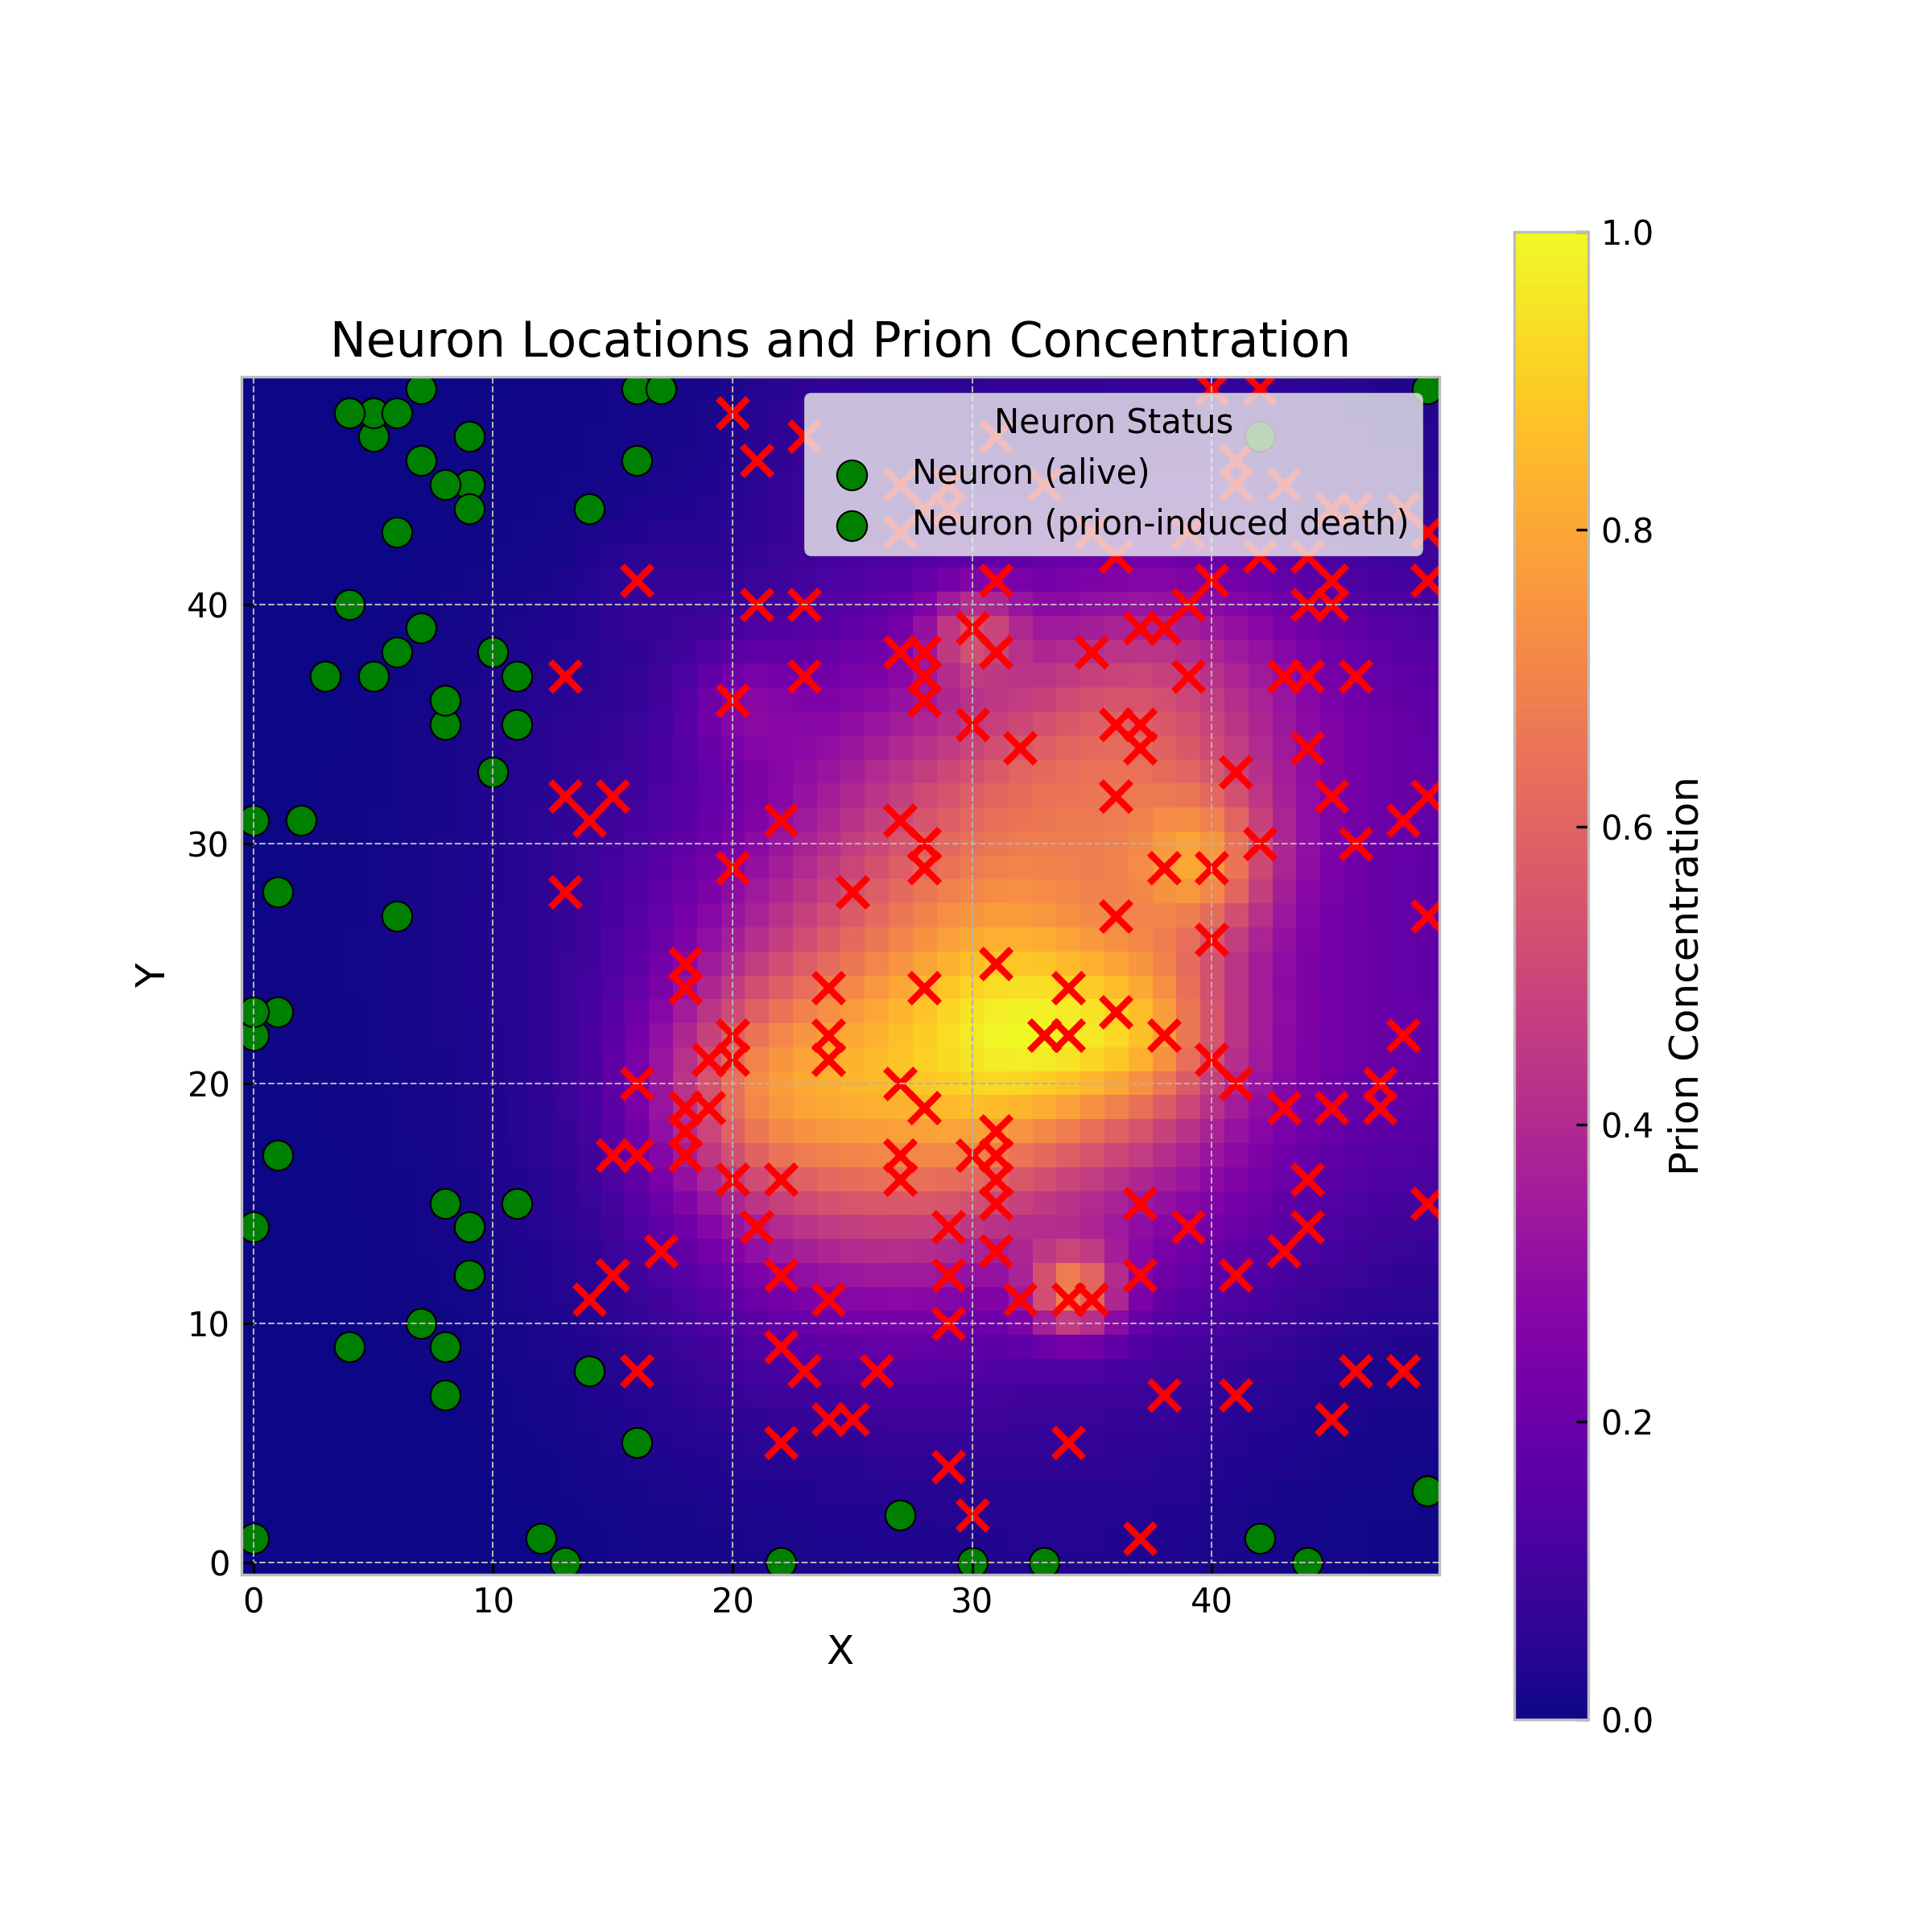 Neuron Locations and Prion Concentration
Neuron Status
Neuron (alive)
Neuron (prion-induced death)
40
30
20
10
0
Y
0 10 20 30 40
X
1.0
0.8
0.6
0.4
0.2
0.0
Prion Concentration